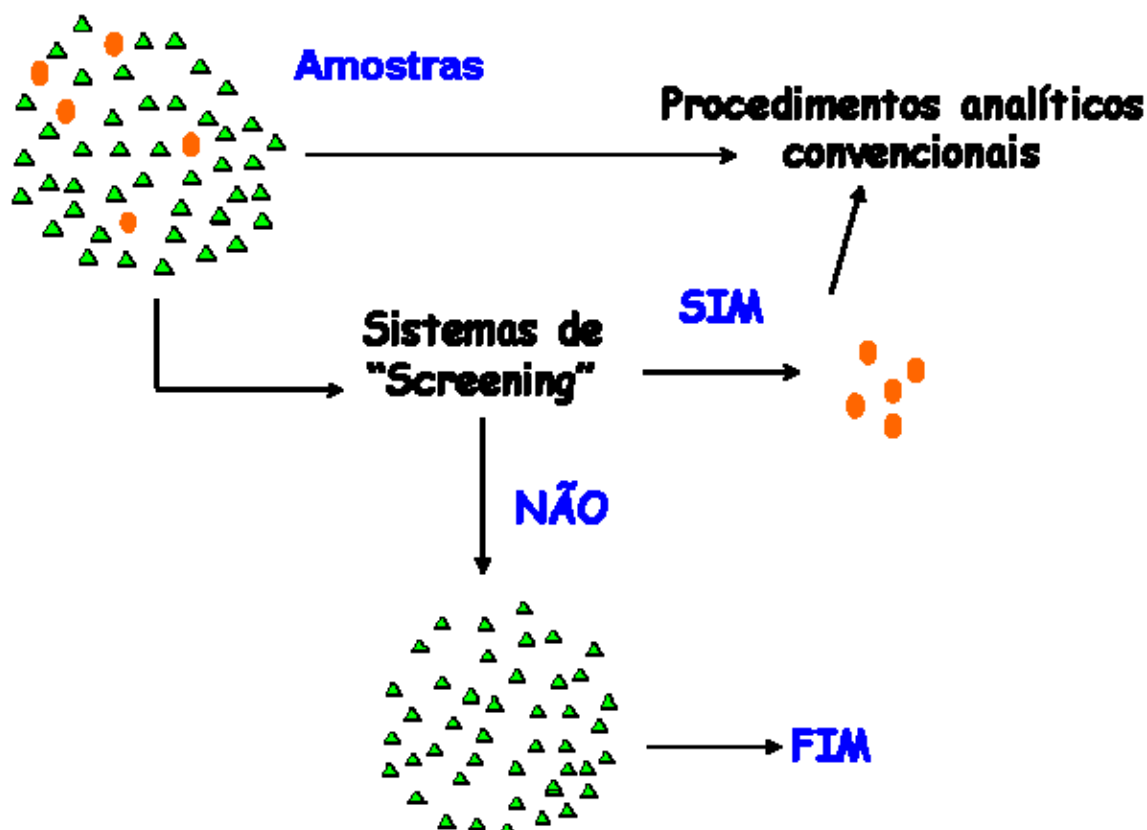 Amostras
Procedimentos analíticos
convencionais
SIM
Sistemas de
“Screening”
NÃO
FIM